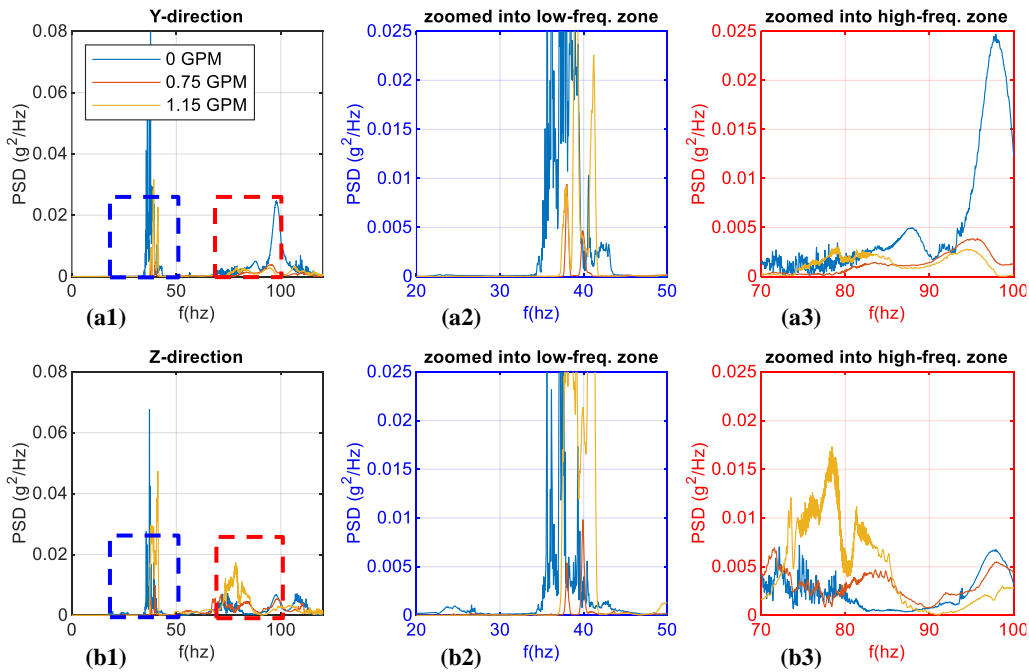 Y-direction
0.08
0.06
0.04
0.02
0
PSD (g²/Hz)
0 GPM
0.75 GPM
1.15 GPM
0 50 100
f(hz)
(a1)
zoomed into low-freq. zone
0.025
0.02
0.015
0.01
0.005
0
PSD (g²/Hz)
20 30 40 50
f(hz)
(a2)
zoomed into high-freq. zone
0.025
0.02
0.015
0.01
0.005
0
PSD (g²/Hz)
70 80 90 100
f(hz)
(a3)
Z-direction
0.08
0.06
0.04
0.02
0
PSD (g²/Hz)
0 50 100
f(hz)
(b1)
zoomed into low-freq. zone
0.025
0.02
0.015
0.01
0.005
0
PSD (g²/Hz)
20 30 40 50
f(hz)
(b2)
zoomed into high-freq. zone
0.025
0.02
0.015
0.01
0.005
0
PSD (g²/Hz)
70 80 90 100
f(hz)
(b3)